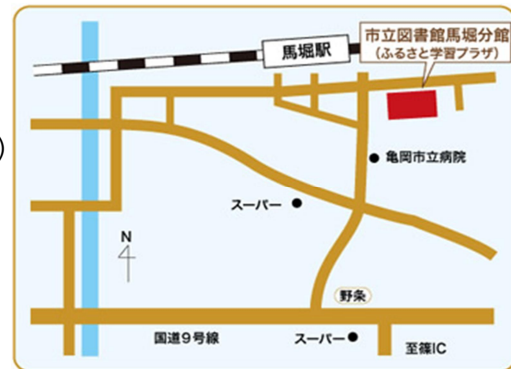 市立図書館馬堀分館
(ふるさと学習プラザ)
馬堀駅
)
亀岡市立病院
スーパー
N
野条
国道9号線
スーパー
至篠IC